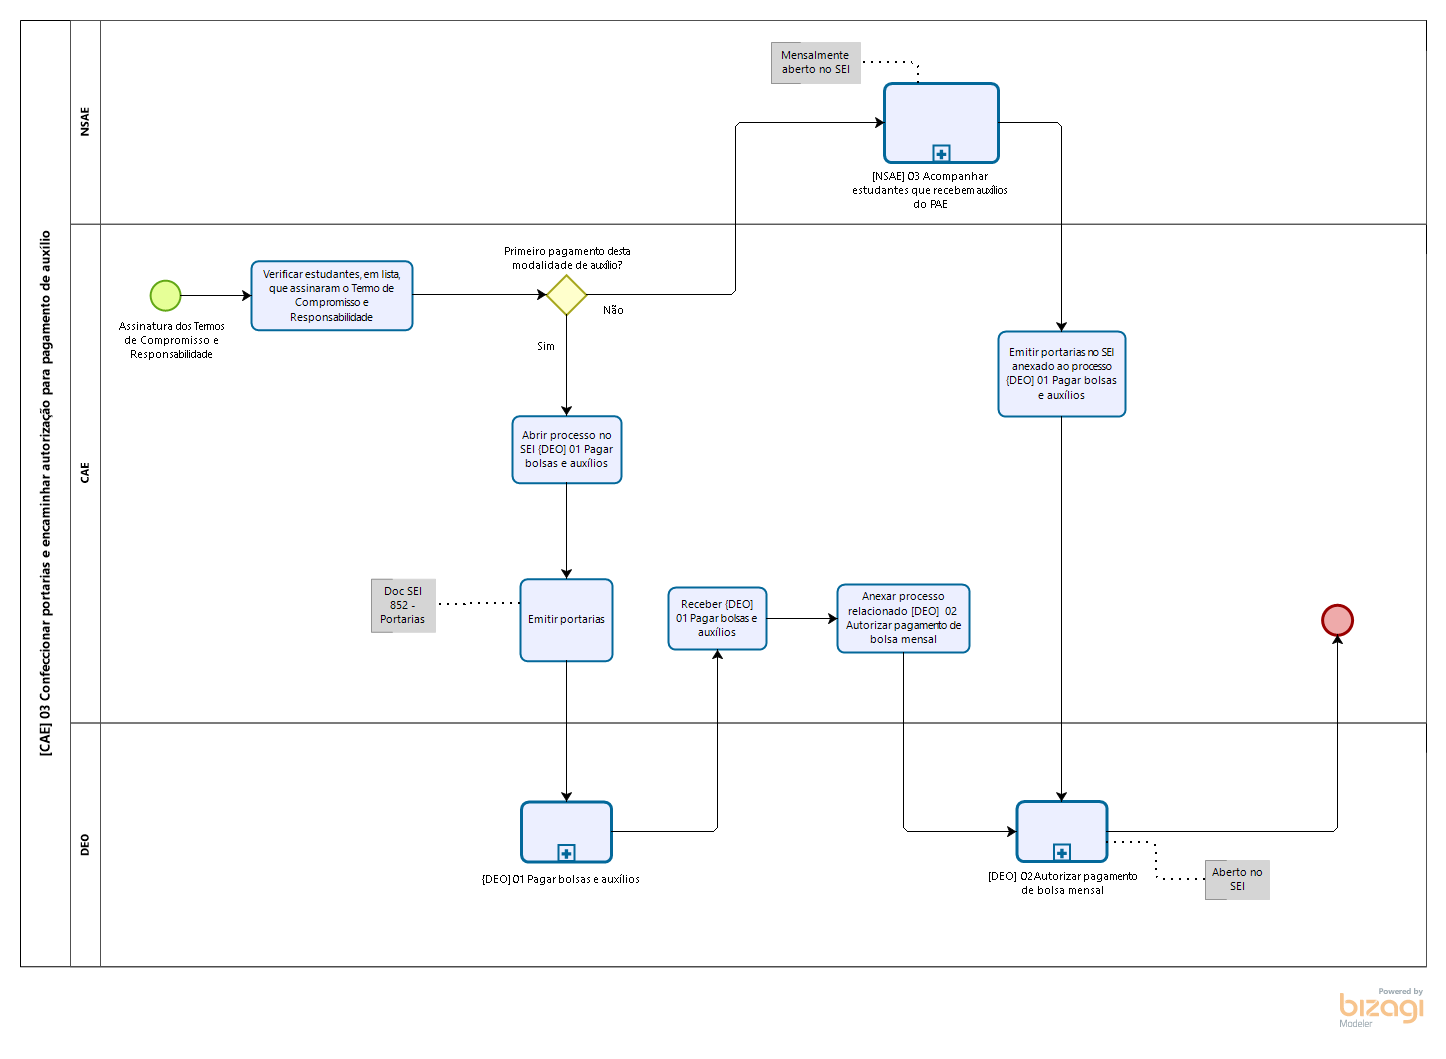 [CAE] 03 Confeccionar portarias e encaminhar autorização para pagamento de auxílio
NSAE
Mensalmente
aberto no SEI
[NSAE] 03 Acompanhar
estudantes que recebem auxílios
do PAE
CAE
Assinatura dos Termos
de Compromisso e
Responsabilidade
Verificar estudantes, em lista,
que assinaram o Termo de
Compromisso e
Responsabilidade
Primeiro pagamento desta
modalidade de auxílio?
Não
Sim
Emitir portarias no SEI
anexado ao processo
{DEO] 01 Pagar bolsas
e auxílios
Abrir processo no
SEI {DEO] 01 Pagar
bolsas e auxílios
Doc SEI
852 -
Portarias
Emitir portarias
Receber {DEO]
01 Pagar bolsas e
auxílios
Anexar processo
relacionado [DEO] 02
Autorizar pagamento de
bolsa mensal
DEO
{DEO] 01 Pagar bolsas e auxílios
[DEO] 02 Autorizar pagamento
de bolsa mensal
Aberto no
SEI
Powered by
bizagi
Modeler